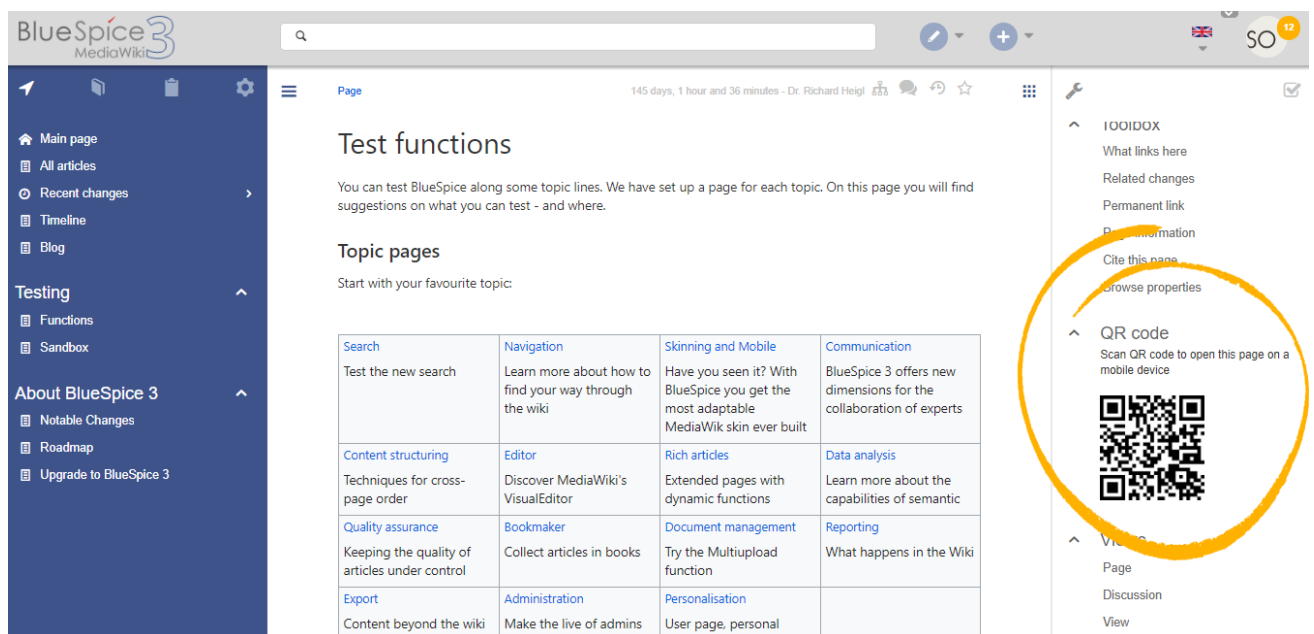 BlueSpice 3
MediaWiki
SO
12
Main page
All articles
Recent changes
Timeline
Blog
Testing
Functions
Sandbox
About BlueSpice 3
Notable Changes
Roadmap
Upgrade to BlueSpice 3
Page
145 days, 1 hour and 36 minutes - Dr. Richard Heigl
Test functions
You can test BlueSpice along some topic lines. We have set up a page for each topic. On this page you will find
suggestions on what you can test - and where.
Topic pages
Start with your favourite topic:
Search
Test the new search
Navigation
Learn more about how to
find your way through
the wiki
Skinning and Mobile
Have you seen it? With
BlueSpice you get the
most adaptable
MediaWik skin ever built
Communication
BlueSpice 3 offers new
dimensions for the
collaboration of experts
Content structuring
Techniques for cross-
page order
Editor
Discover MediaWiki's
VisualEditor
Rich articles
Extended pages with
dynamic functions
Data analysis
Learn more about the
capabilities of semantic
Quality assurance
Keeping the quality of
articles under control
Bookmaker
Collect articles in books
Document management
Try the Multiupload
function
Reporting
What happens in the Wiki
Export
Content beyond the wiki
Administration
Make the live of admins
Personalisation
User page, personal
Toolbox
What links here
Related changes
Permanent link
Page information
Cite this page
Browse properties
QR code
Scan QR code to open this page on a
mobile device
Page
Discussion
View